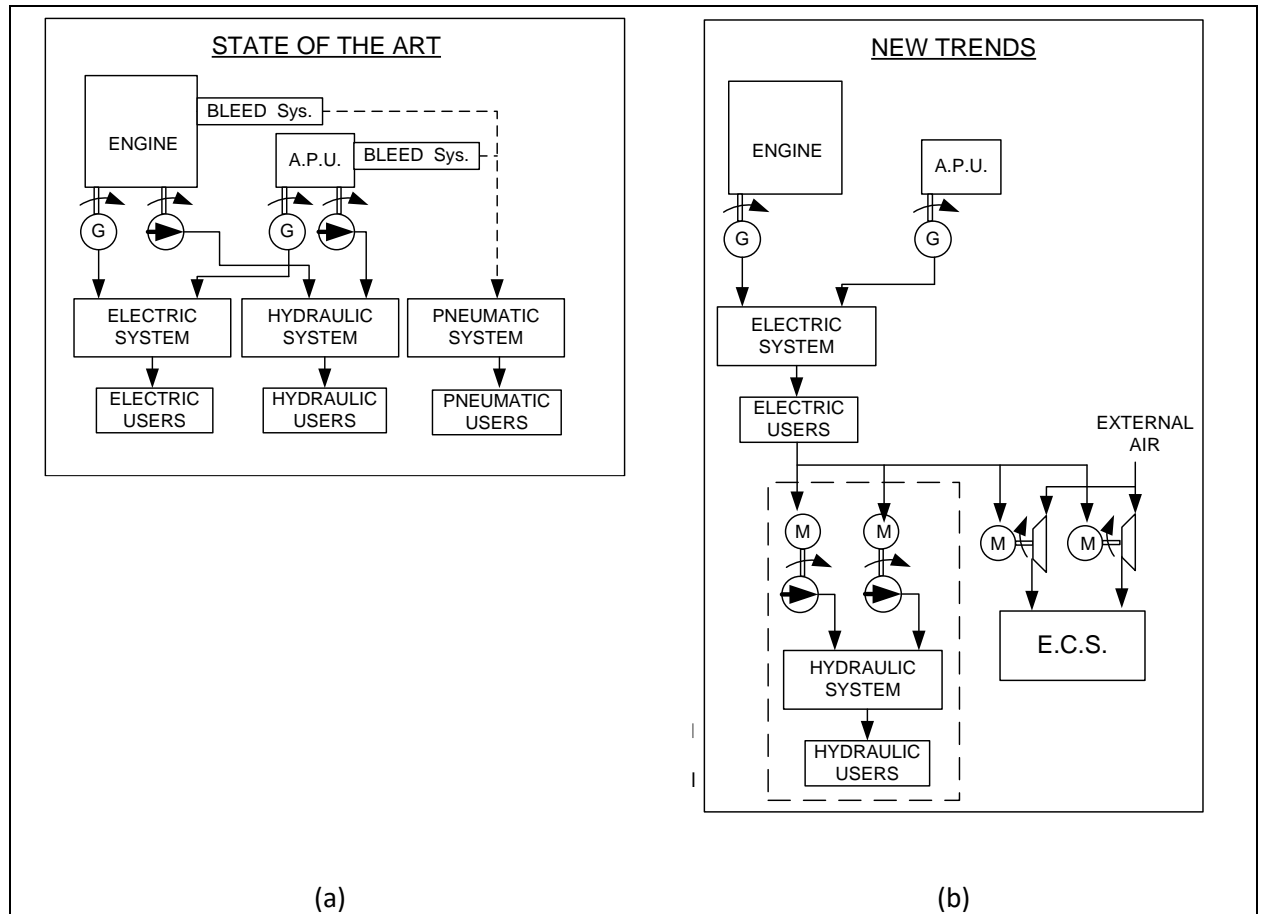 STATE OF THE ART
BLEED Sys.
ENGINE
A.P.U.
BLEED Sys.
G
G
ELECTRIC
SYSTEM
HYDRAULIC
SYSTEM
PNEUMATIC
SYSTEM
ELECTRIC
USERS
HYDRAULIC
USERS
PNEUMATIC
USERS
(a)
NEW TRENDS
ENGINE
A.P.U.
G
G
ELECTRIC
SYSTEM
ELECTRIC
USERS
EXTERNAL
AIR
M
M
M
M
E.C.S.
HYDRAULIC
SYSTEM
HYDRAULIC
USERS
(b)